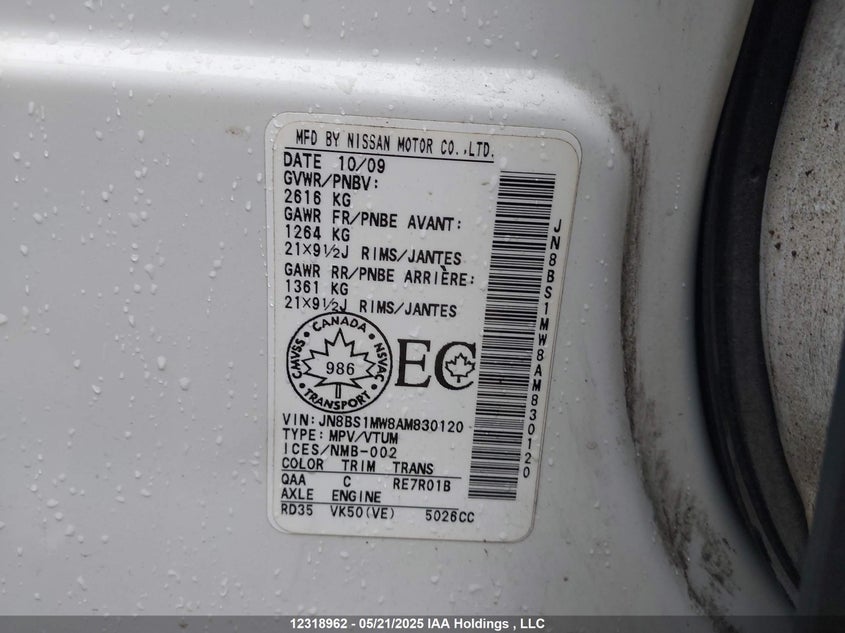 MFD BY NISSAN MOTOR CO.,LTD.
DATE 10/09
GVWR/PNBV:
2616 KG
GAWR FR/PNBE AVANT:
1264 KG
21×9½J RIMS/JANTES
GAWR RR/PNBE ARRIÈRE:
1361 KG
21×9½J RIMS/JANTES
CANADA
CMVSS NSVAC
986
TRANSPORT
EC
VIN:JN8BS1MW8AM830120
TYPE:MPV/VTUM
ICES/NMB-002
COLOR TRIM TRANS
QAA C RE7R01B
AXLE ENGINE
RD35 VK50(VE) 5026CC
JN8BS1MW8AM830120
12318962 - 05/21/2025 IAA Holdings , LLC